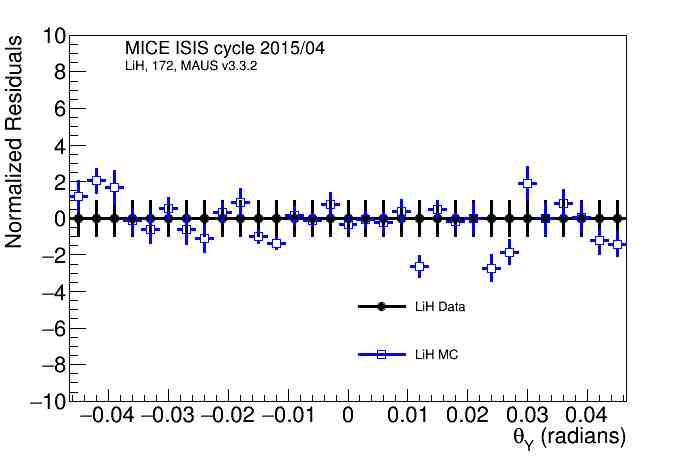 Normalized Residuals
10
8
6
4
2
0
−2
−4
−6
−8
−10
MICE ISIS cycle 2015/04
LiH, 172, MAUS v3.3.2
LiH Data
LiH MC
−0.04 −0.03 −0.02 −0.01 0 0.01 0.02 0.03 0.04
θY (radians)